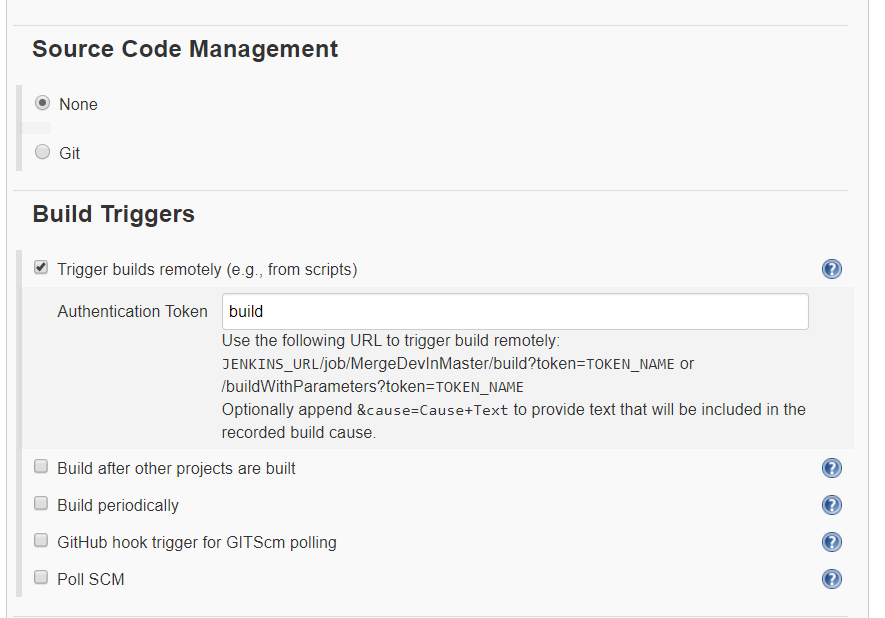 Source Code Management
None
Git
Build Triggers
Trigger builds remotely (e.g., from scripts)
?
Authentication Token
build
Use the following URL to trigger build remotely:
JENKINS_URL/job/MergeDevInMaster/build?token=TOKEN_NAME or
/buildWithParameters?token=TOKEN_NAME
Optionally append &cause=Cause+Text to provide text that will be included in the
recorded build cause.
Build after other projects are built
?
Build periodically
?
GitHub hook trigger for GITScm polling
?
Poll SCM
?